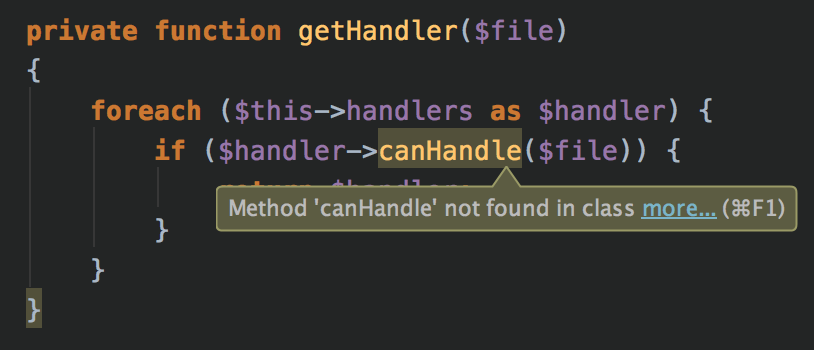 private function getHandler($file)
{
foreach ($this->handlers as $handler) {
if ($handler->canHandle($file)) {
Method 'canHandle' not found in class more... (⌘F1)
}
}
}